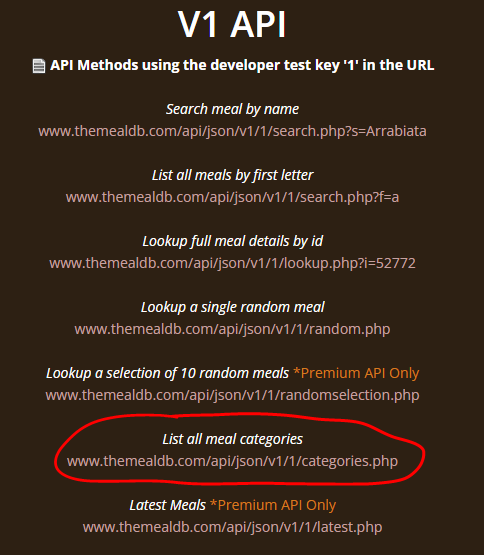 V1 API
API Methods using the developer test key '1' in the URL
Search meal by name
www.themealdb.com/api/json/v1/1/search.php?s=Arrabiata
List all meals by first letter
www.themealdb.com/api/json/v1/1/search.php?f=a
Lookup full meal details by id
www.themealdb.com/api/json/v1/1/lookup.php?i=52772
Lookup a single random meal
www.themealdb.com/api/json/v1/1/random.php
Lookup a selection of 10 random meals *Premium API Only
www.themealdb.com/api/json/v1/1/randomselection.php
List all meal categories
www.themealdb.com/api/json/v1/1/categories.php
Latest Meals *Premium API Only
www.themealdb.com/api/json/v1/1/latest.php